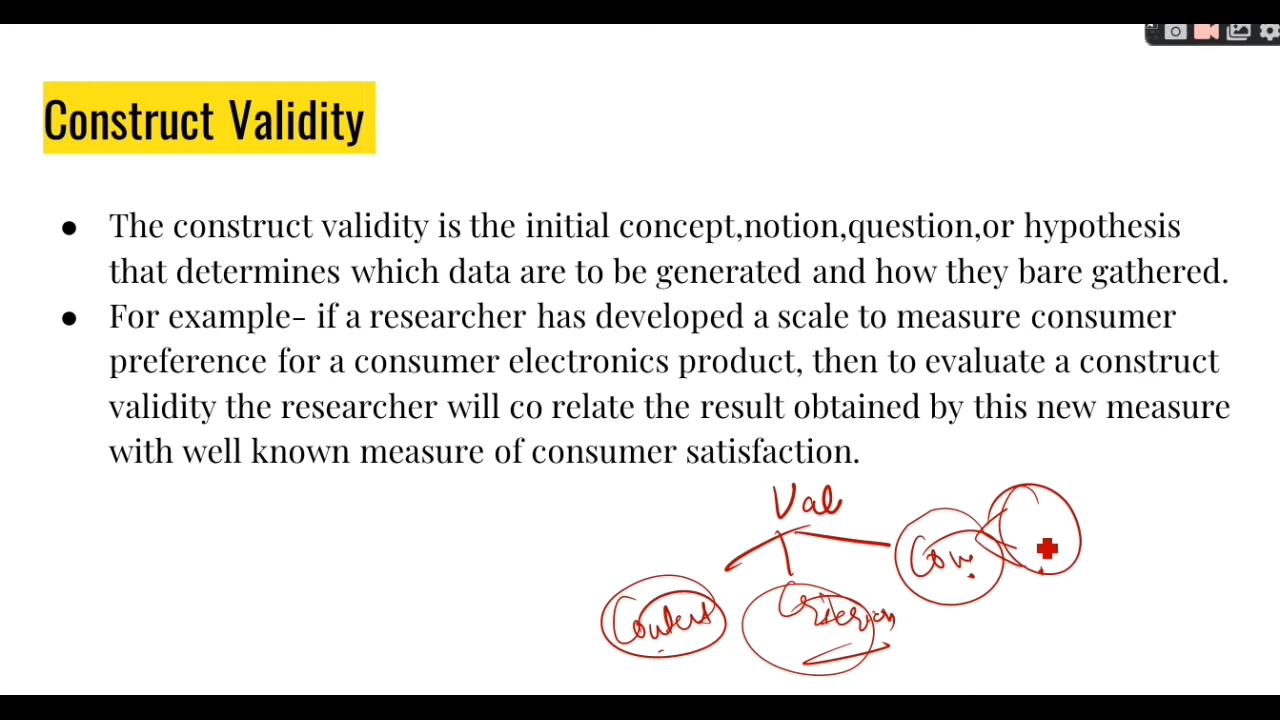 Construct Validity
● The construct validity is the initial concept,notion,question,or hypothesis
that determines which data are to be generated and how they bare gathered.
● For example- if a researcher has developed a scale to measure consumer
preference for a consumer electronics product, then to evaluate a construct
validity the researcher will co relate the result obtained by this new measure
with well known measure of consumer satisfaction.
Val
Content Criterion Con